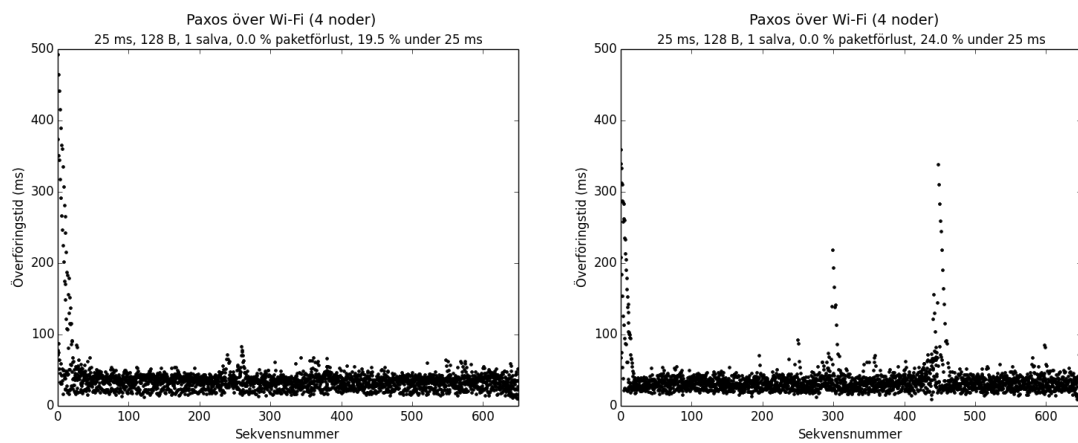 Paxos över Wi-Fi (4 noder)
25 ms, 128 B, 1 salva, 0.0 % paketförlust, 19.5 % under 25 ms
500
400
300
200
100
0
Överföringstid (ms)
0 100 200 300 400 500 600
Sekvensnummer
Paxos över Wi-Fi (4 noder)
25 ms, 128 B, 1 salva, 0.0 % paketförlust, 24.0 % under 25 ms
500
400
300
200
100
0
Överföringstid (ms)
0 100 200 300 400 500 600
Sekvensnummer